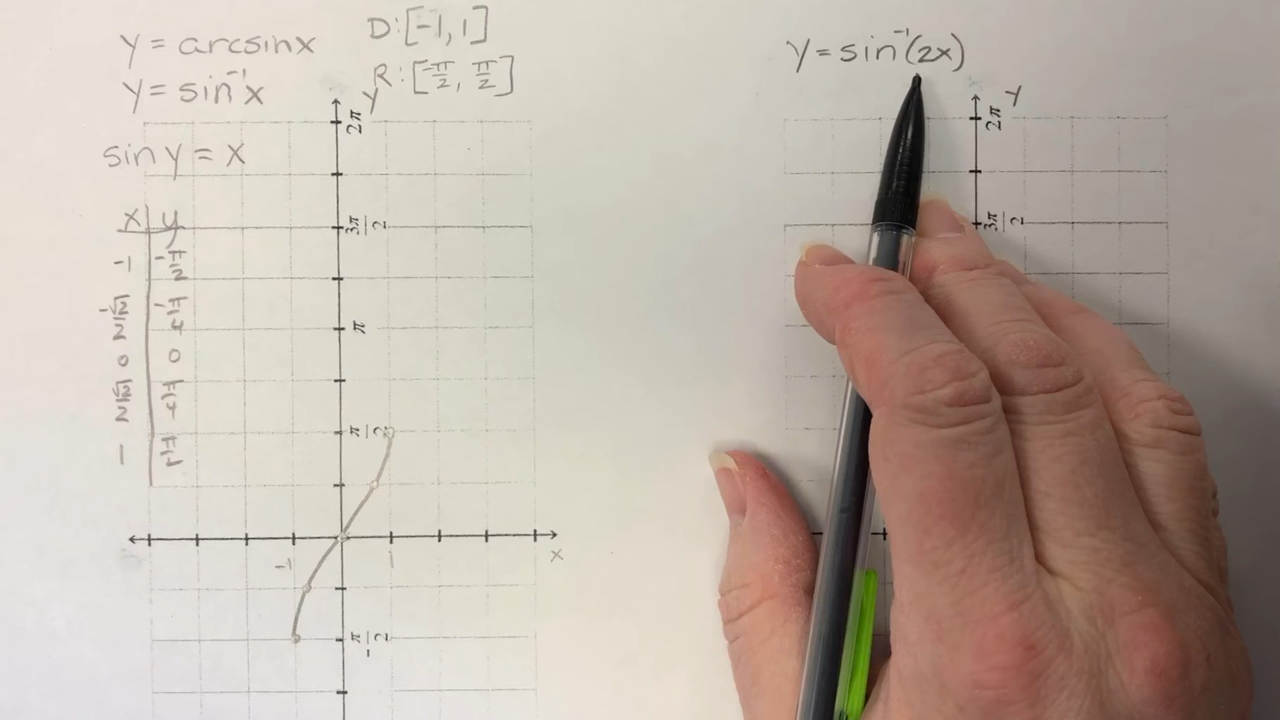 y = arcsinx
D:[-1,1]
y = sin⁻¹x
R:[-π/2, π/2]
sin y = x
x y
-1 -π/2
-√2/2 -π/4
0 0
√2/2 π/4
1 π/2
y
2π
3π/2
π
π/2
-1
1
x
-π/2
y = sin⁻¹(2x)
y
2π
3π/2